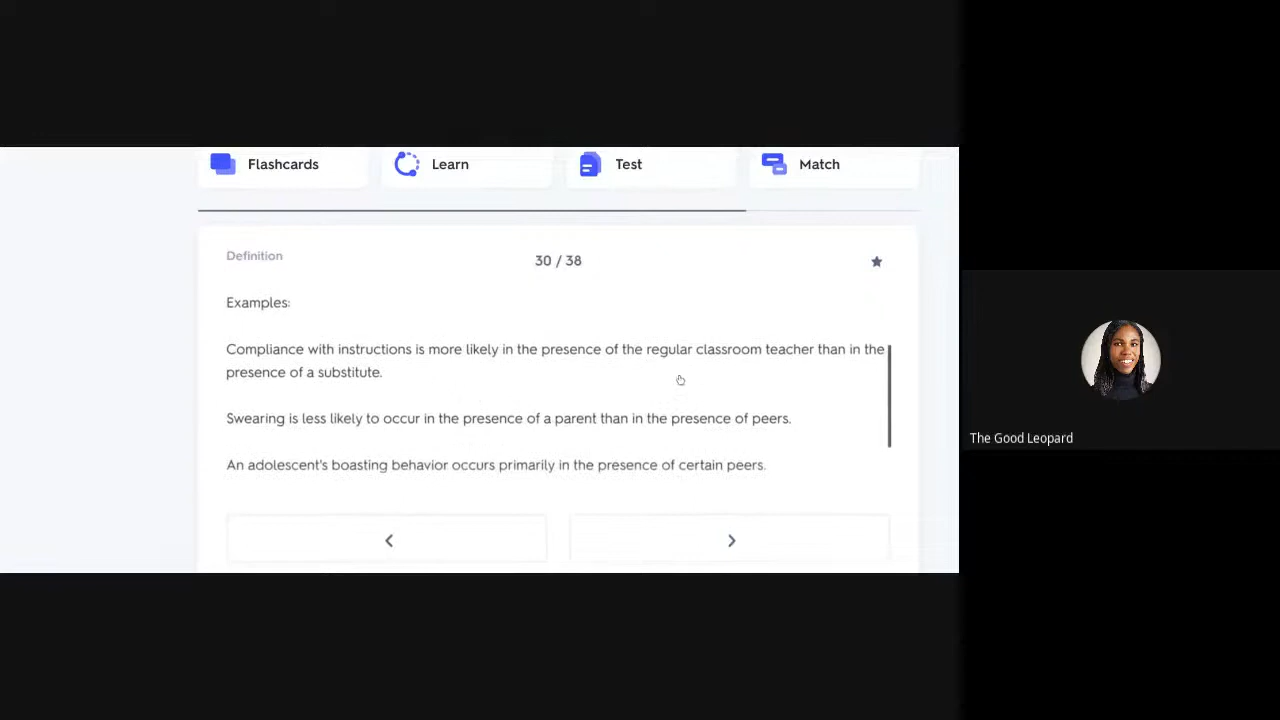 Flashcards
Learn
Test
Match
Definition
30 / 38
Examples:
Compliance with instructions is more likely in the presence of the regular classroom teacher than in the
presence of a substitute.
Swearing is less likely to occur in the presence of a parent than in the presence of peers.
An adolescent's boasting behavior occurs primarily in the presence of certain peers.
The Good Leopard